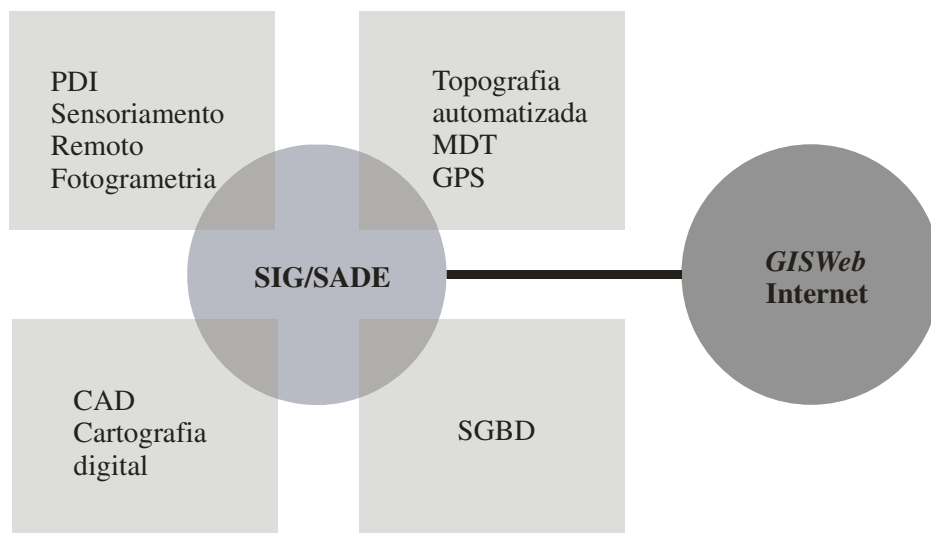 PDI
Sensoriamento
Remoto
Fotogrametria
Topografia
automatizada
MDT
GPS
SIG/SADE
GISWeb
Internet
CAD
Cartografia
digital
SGBD